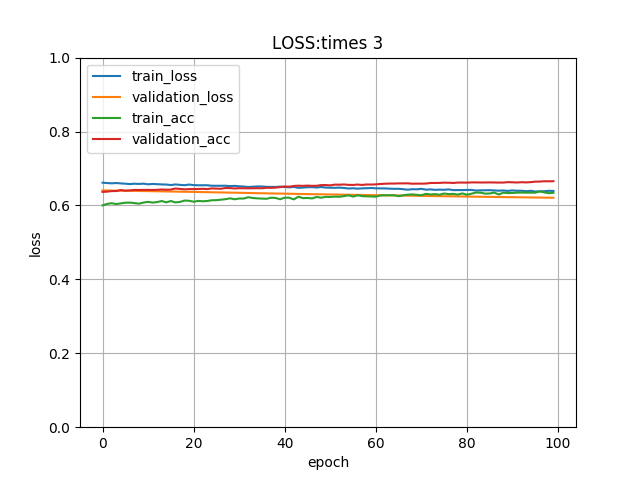 LOSS:times 3
1.0
train_loss
validation_loss
train_acc
validation_acc
0.8
0.6
loss
0.4
0.2
0.0
0 20 40 60 80 100
epoch